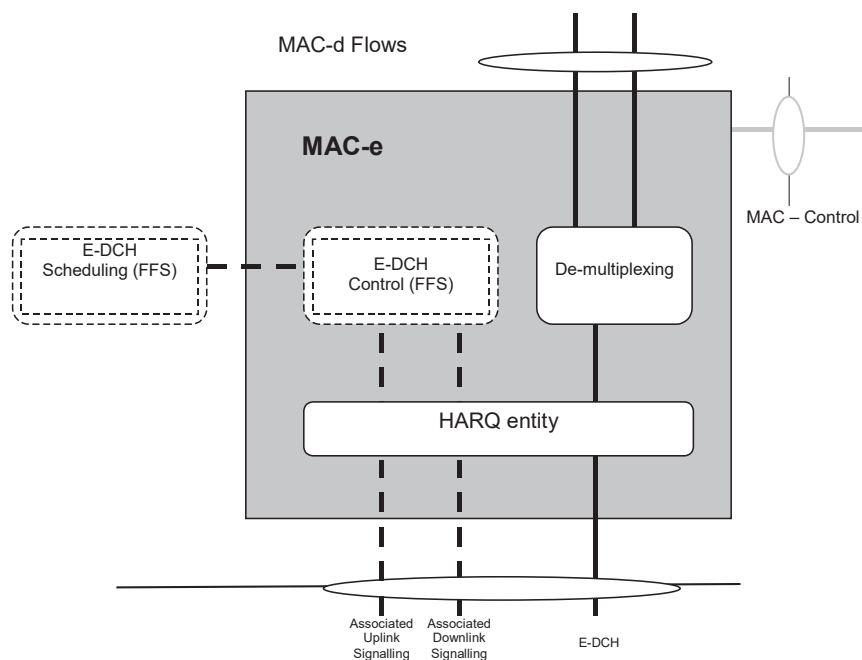 MAC-d Flows
MAC-e
MAC – Control
E-DCH
Scheduling (FFS)
E-DCH
Control (FFS)
De-multiplexing
HARQ entity
Associated
Uplink
Signalling
Associated
Downlink
Signalling
E-DCH